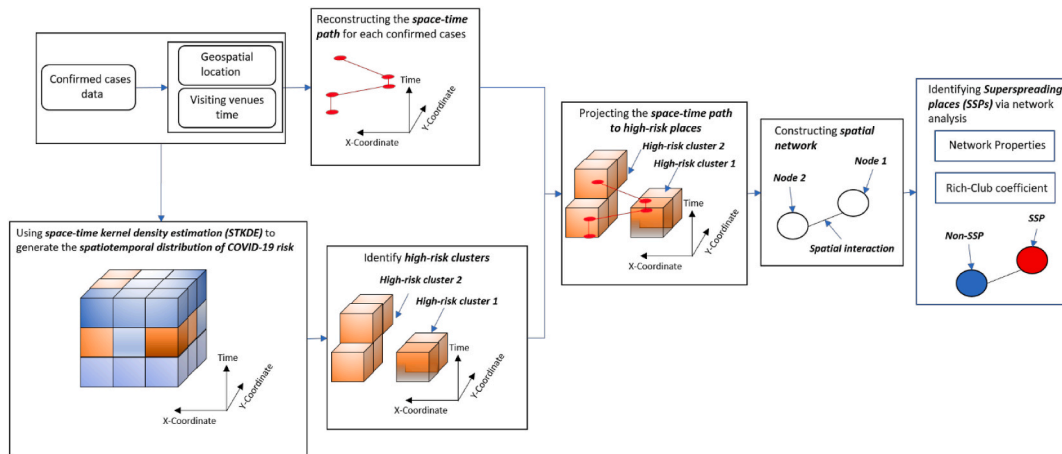 Confirmed cases
data
Geospatial
location
Visiting venues
time
Reconstructing the space-time
path for each confirmed cases
Time
Y-Coordinate
X-Coordinate
Using space-time kernel density estimation (STKDE) to
generate the spatiotemporal distribution of COVID-19 risk
Time
Y-Coordinate
X-Coordinate
Identify high-risk clusters
High-risk cluster 2
High-risk cluster 1
Time
Y-Coordinate
X-Coordinate
Projecting the space-time path
to high-risk places
High-risk cluster 2
High-risk cluster 1
Time
Y-Coordinate
X-Coordinate
Constructing spatial
network
Node 1
Node 2
Spatial interaction
Identifying Superspreading
places (SSPs) via network
analysis
Network Properties
Rich-Club coefficient
SSP
Non-SSP